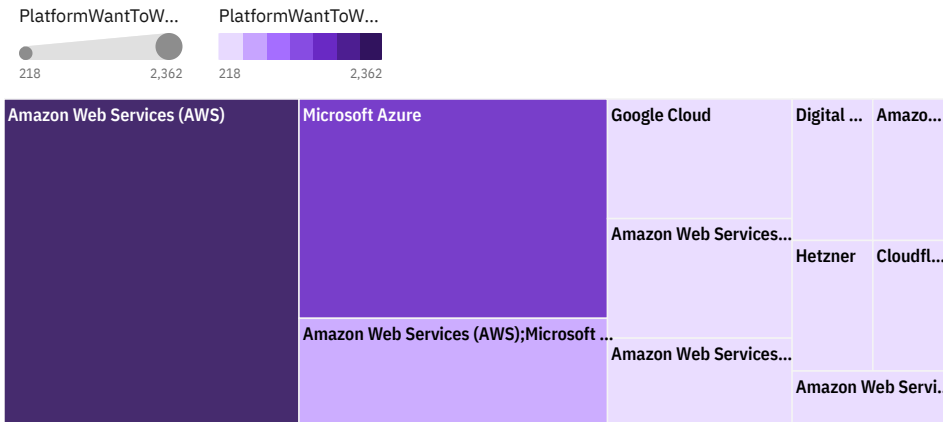 PlatformWantToW...
PlatformWantToW...
218
2,362
218
2,362
Amazon Web Services (AWS)
Microsoft Azure
Google Cloud
Digital ...
Amazo...
Amazon Web Services...
Hetzner
Cloudfl...
Amazon Web Services (AWS);Microsoft ...
Amazon Web Services...
Amazon Web Servi..